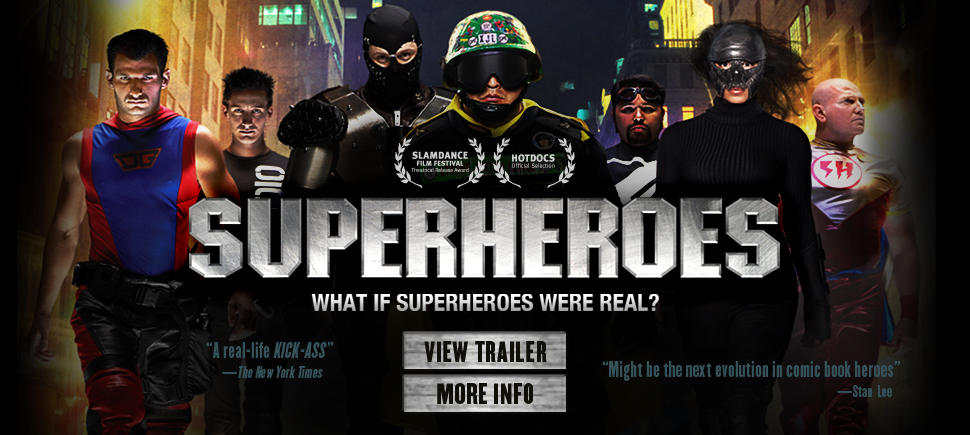 SLAMDANCE
FILM FESTIVAL
Theatrical Release Award
HOTDOCS
Official Selection
DG
SH
SUPERHEROES
WHAT IF SUPERHEROES WERE REAL?
"A real-life KICK-ASS"
—The New York Times
VIEW TRAILER
MORE INFO
"Might be the next evolution in comic book heroes"
—Stan Lee